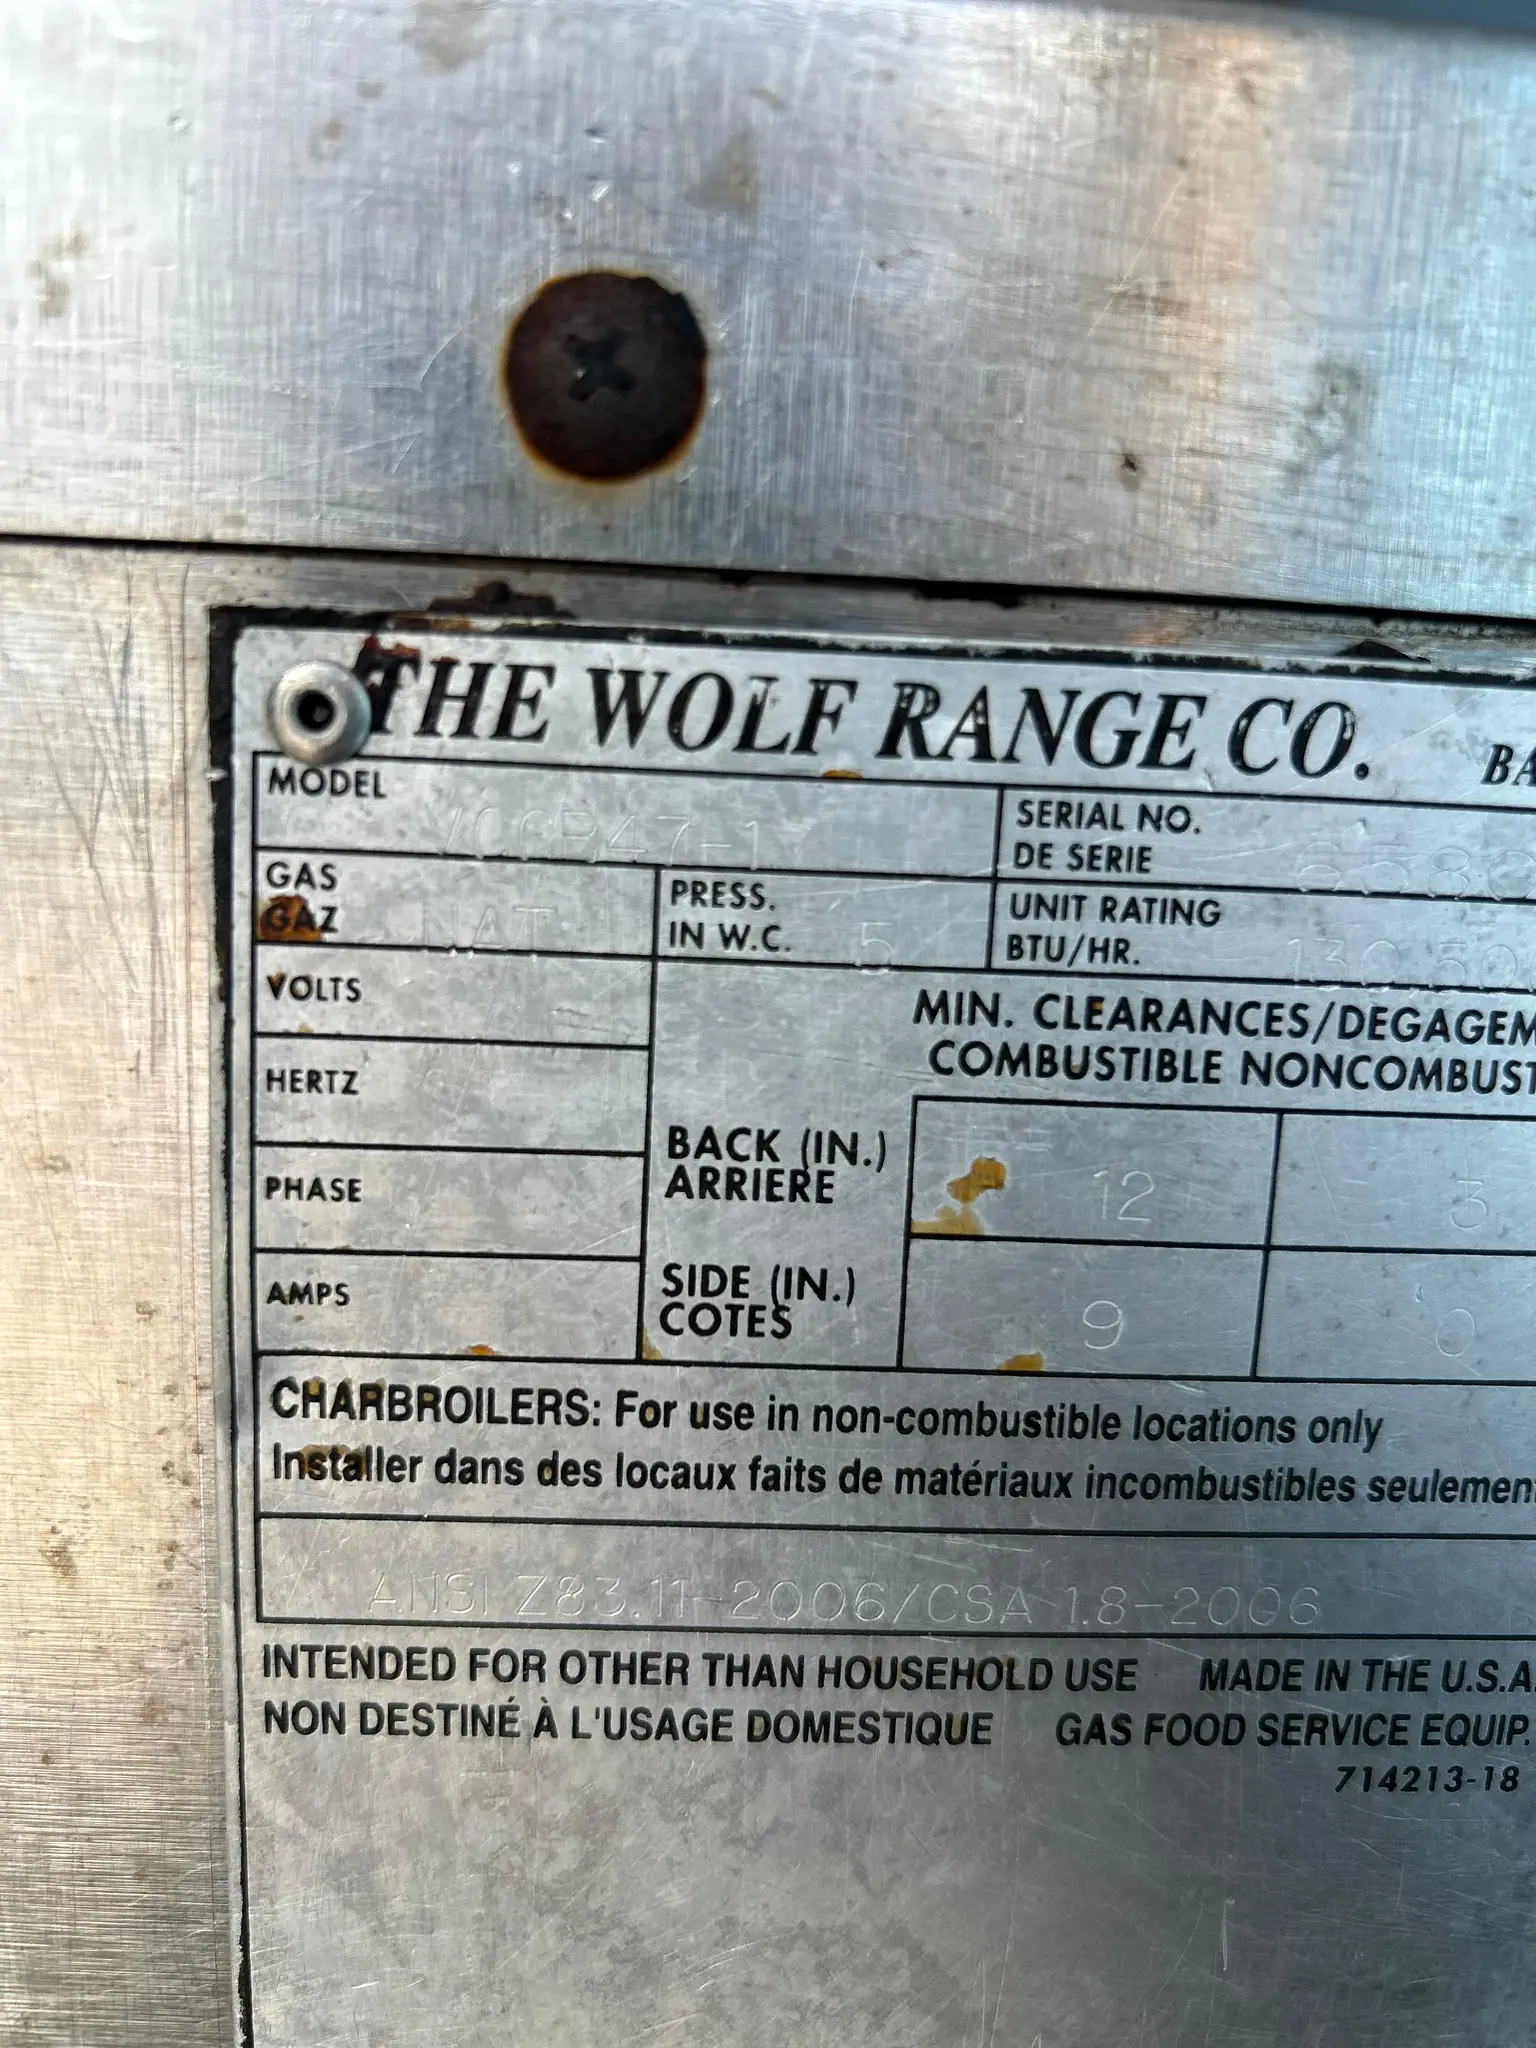 THE WOLF RANGE CO. BA
MODEL
SERIAL NO.
DE SERIE
GAS
GAZ NAT
PRESS.
IN W.C. 5
UNIT RATING
BTU/HR.
VOLTS
HERTZ
PHASE
AMPS
MIN. CLEARANCES/DEGAGEM
COMBUSTIBLE NONCOMBUST
BACK (IN.)
ARRIERE 12 3
SIDE (IN.)
COTES 9 0
CHARBROILERS: For use in non-combustible locations only
Installer dans des locaux faits de matériaux incombustibles seulemen
ANSI Z83.11-2006/CSA 1.8-2006
INTENDED FOR OTHER THAN HOUSEHOLD USE MADE IN THE U.S.A.
NON DESTINÉ À L'USAGE DOMESTIQUE GAS FOOD SERVICE EQUIP.
714213-18